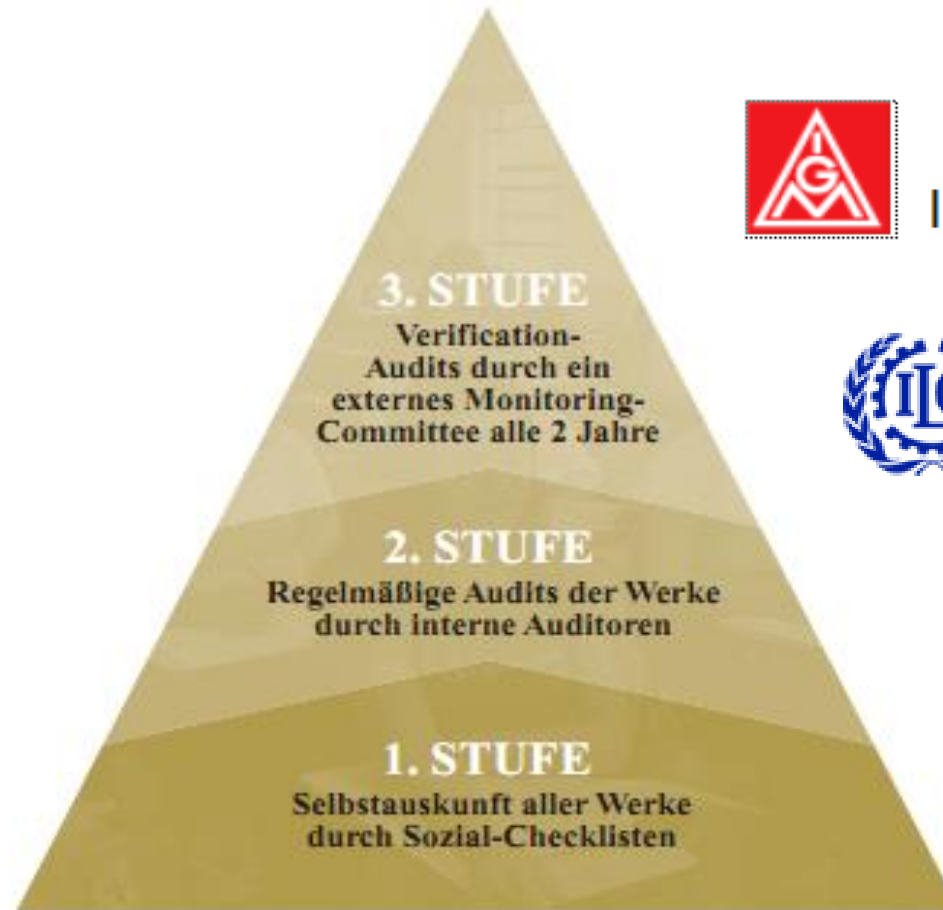 3. STUFE
Verification-
Audits durch ein
externes Monitoring-
Committee alle 2 Jahre
2. STUFE
Regelmäßige Audits der Werke
durch interne Auditoren
1. STUFE
Selbstauskunft aller Werke
durch Sozial-Checklisten
IGM